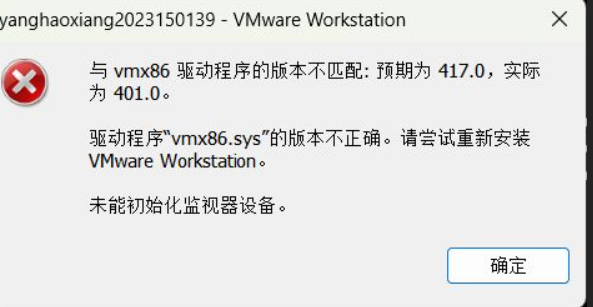 yanghaoxiang2023150139 - VMware Workstation
与 vmx86 驱动程序的版本不匹配: 预期为 417.0，实际
为 401.0。
驱动程序“vmx86.sys”的版本不正确。请尝试重新安装
VMware Workstation。
未能初始化监视器设备。
确定